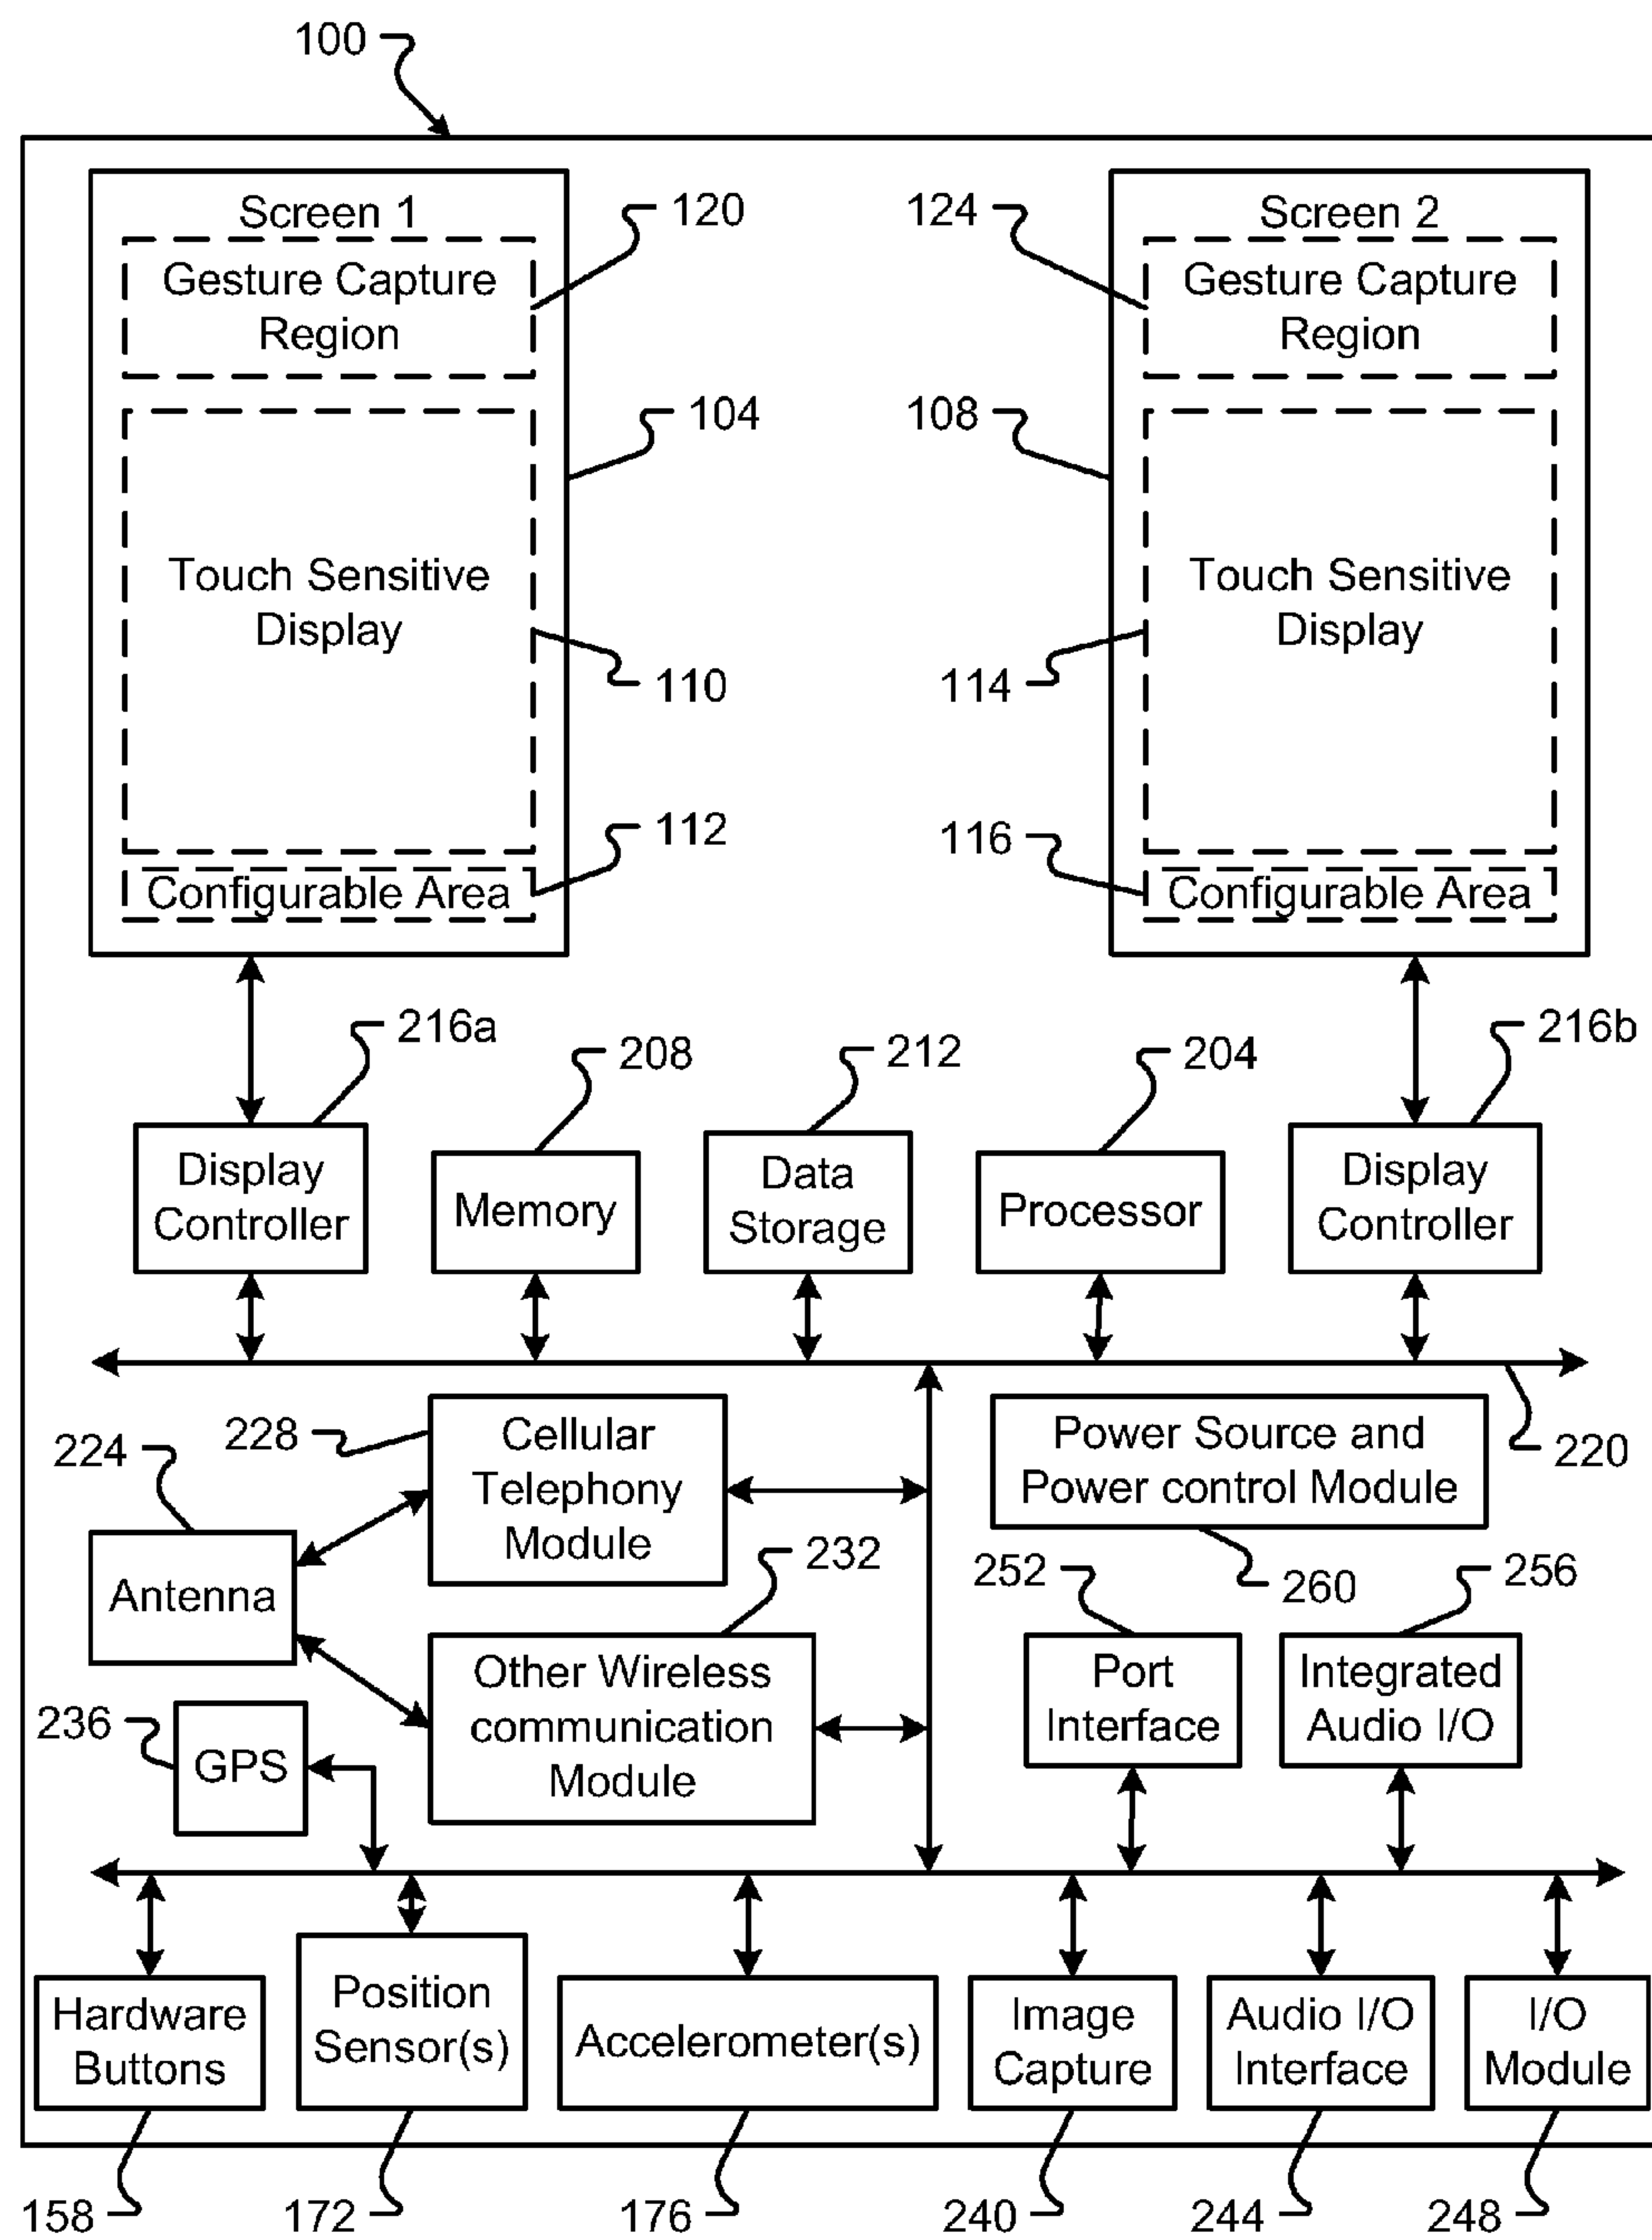 100
Screen 1
Gesture Capture
Region
120
124
Screen 2
Gesture Capture
Region
104
108
Touch Sensitive
Display
Touch Sensitive
Display
110
114
112
116
Configurable Area
Configurable Area
216a
208
212
204
216b
Display
Controller
Memory
Data
Storage
Processor
Display
Controller
228
Cellular
Telephony
Module
Power Source and
Power control Module
220
224
Antenna
232
252
260
256
Other Wireless
communication
Module
Port
Interface
Integrated
Audio I/O
236
GPS
Hardware
Buttons
Position
Sensor(s)
Accelerometer(s)
Image
Capture
Audio I/O
Interface
I/O
Module
158
172
176
240
244
248